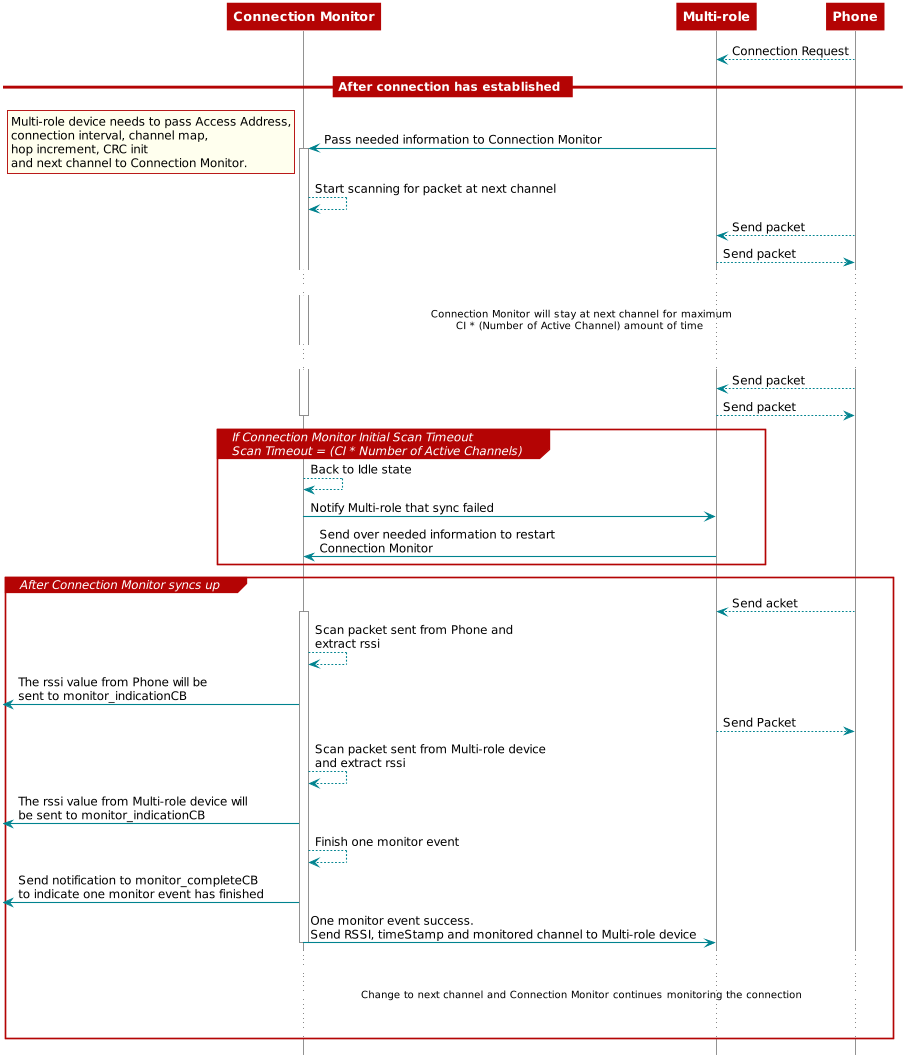 Connection Monitor
Multi-role
Phone
Connection Request
After connection has established
Multi-role device needs to pass Access Address,
connection interval, channel map,
hop increment, CRC init
and next channel to Connection Monitor.
Pass needed information to Connection Monitor
Start scanning for packet at next channel
Send packet
Send packet
Connection Monitor will stay at next channel for maximum
CI * (Number of Active Channel) amount of time
Send packet
Send packet
If Connection Monitor Initial Scan Timeout
Scan Timeout = (CI * Number of Active Channels)
Back to Idle state
Notify Multi-role that sync failed
Send over needed information to restart
Connection Monitor
After Connection Monitor syncs up
Send acket
Scan packet sent from Phone and
extract rssi
The rssi value from Phone will be
sent to monitor_indicationCB
Send Packet
Scan packet sent from Multi-role device
and extract rssi
The rssi value from Multi-role device will
be sent to monitor_indicationCB
Finish one monitor event
Send notification to monitor_completeCB
to indicate one monitor event has finished
One monitor event success.
Send RSSI, timeStamp and monitored channel to Multi-role device
Change to next channel and Connection Monitor continues monitoring the connection